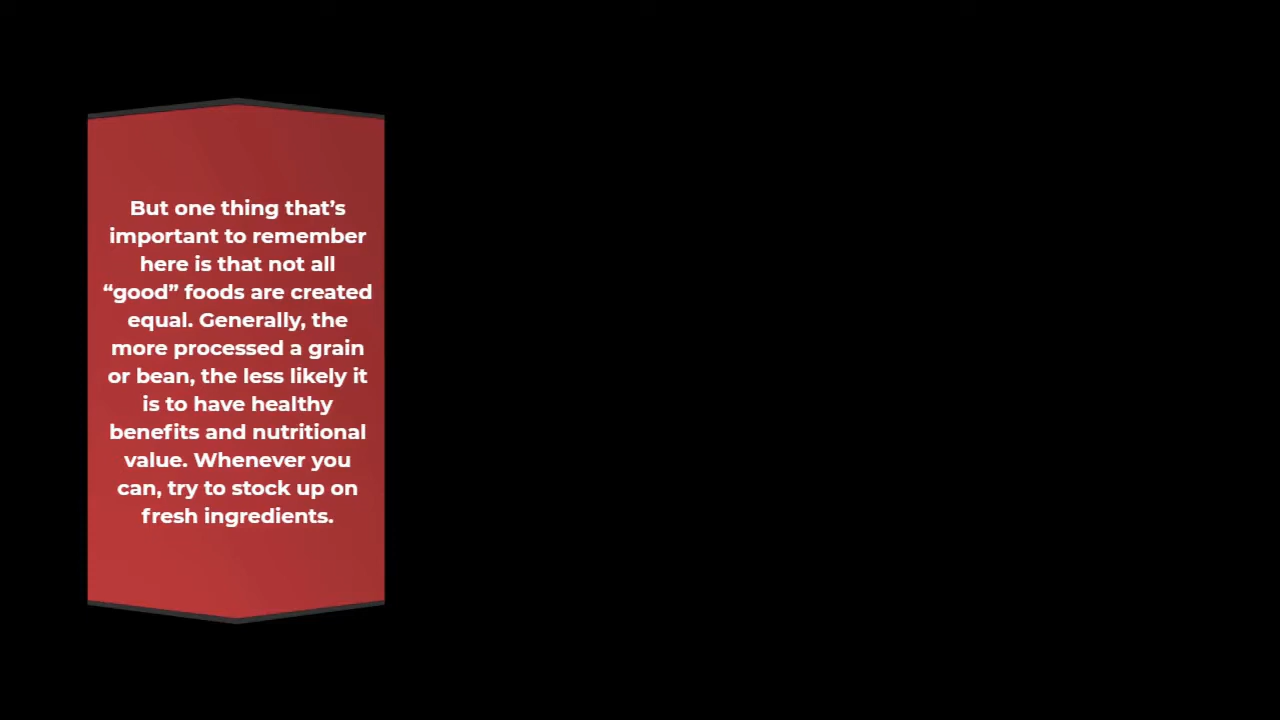 But one thing that’s
important to remember
here is that not all
“good” foods are created
equal. Generally, the
more processed a grain
or bean, the less likely it
is to have healthy
benefits and nutritional
value. Whenever you
can, try to stock up on
fresh ingredients.